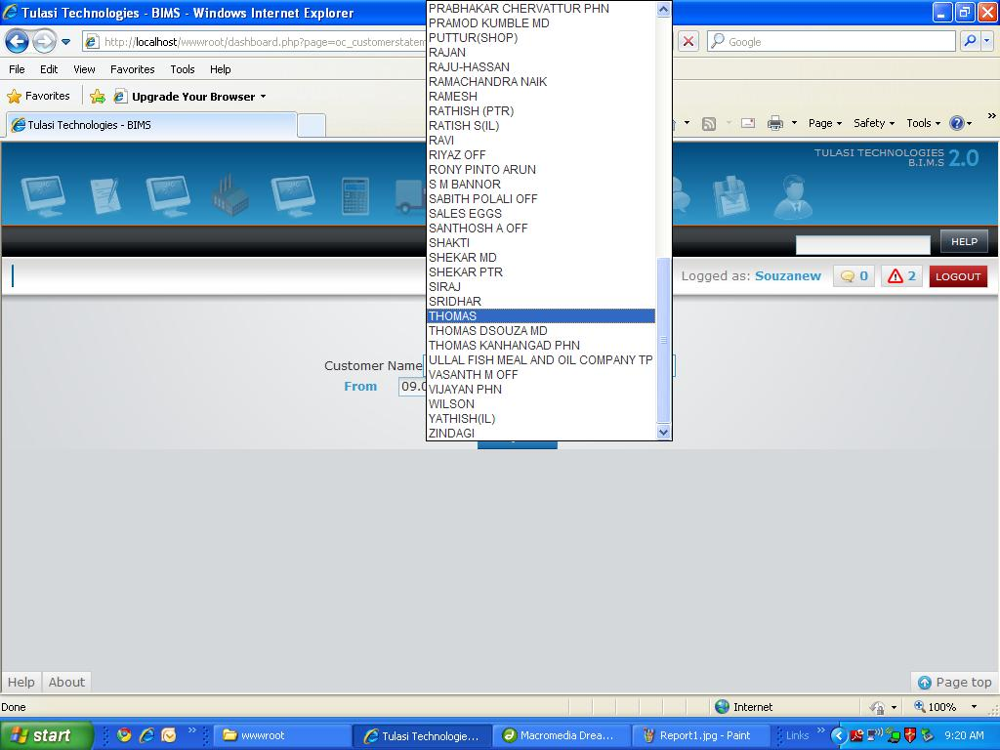 Tulasi Technologies - BIMS - Windows Internet Explorer
http://localhost/wwwroot/dashboard.php?page=oc_customerstatem
Google
File Edit View Favorites Tools Help
Favorites Upgrade Your Browser
Tulasi Technologies - BIMS
Page Safety Tools
TULASI TECHNOLOGIES
B.I.M.S 2.0
HELP
Logged as: Souzanew 0 2 LOGOUT
PRABHAKAR CHERVATTUR PHN
PRAMOD KUMBLE MD
PUTTUR(SHOP)
RAJAN
RAJU-HASSAN
RAMACHANDRA NAIK
RAMESH
RATHISH (PTR)
RATISH S(IL)
RAVI
RIYAZ OFF
RONY PINTO ARUN
S M BANNOR
SABITH POLALI OFF
SALES EGGS
SANTHOSH A OFF
SHAKTI
SHEKAR MD
SHEKAR PTR
SIRAJ
SRIDHAR
THOMAS
THOMAS DSOUZA MD
THOMAS KANHANGAD PHN
ULLAL FISH MEAL AND OIL COMPANY TP
VASANTH M OFF
VIJAYAN PHN
WILSON
YATHISH(IL)
ZINDAGI
Customer Name
From 09.0
Help About Page top
Done Internet 100%
start wwwroot Tulasi Technologie... Macromedia Drea... Report1.jpg - Paint Links 9:20 AM